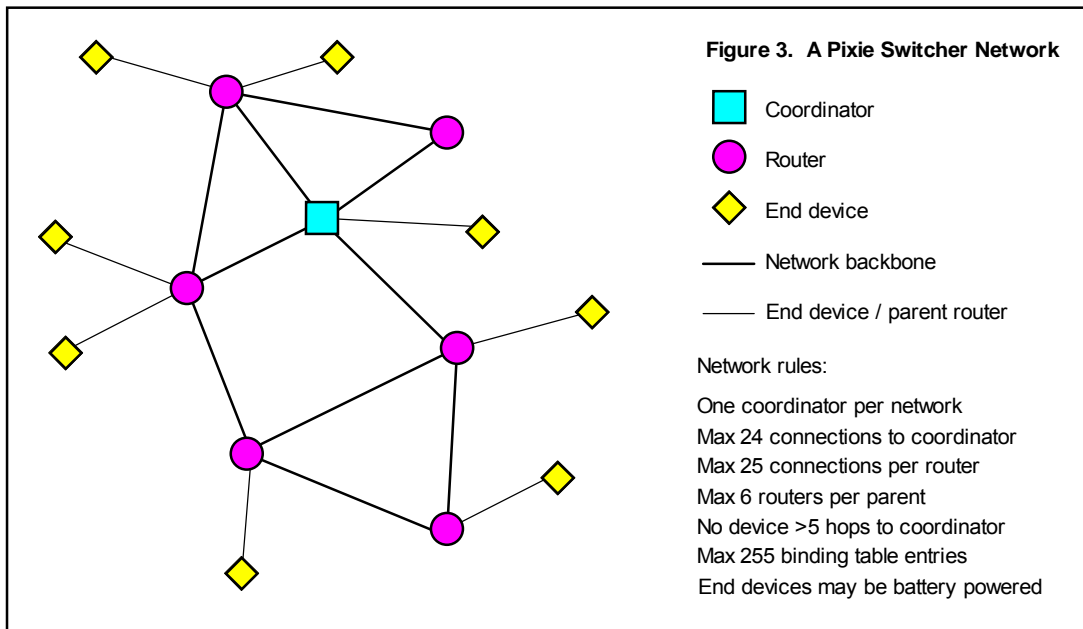 Figure 3. A Pixie Switcher Network
Coordinator
Router
End device
Network backbone
End device / parent router
Network rules:
One coordinator per network
Max 24 connections to coordinator
Max 25 connections per router
Max 6 routers per parent
No device >5 hops to coordinator
Max 255 binding table entries
End devices may be battery powered